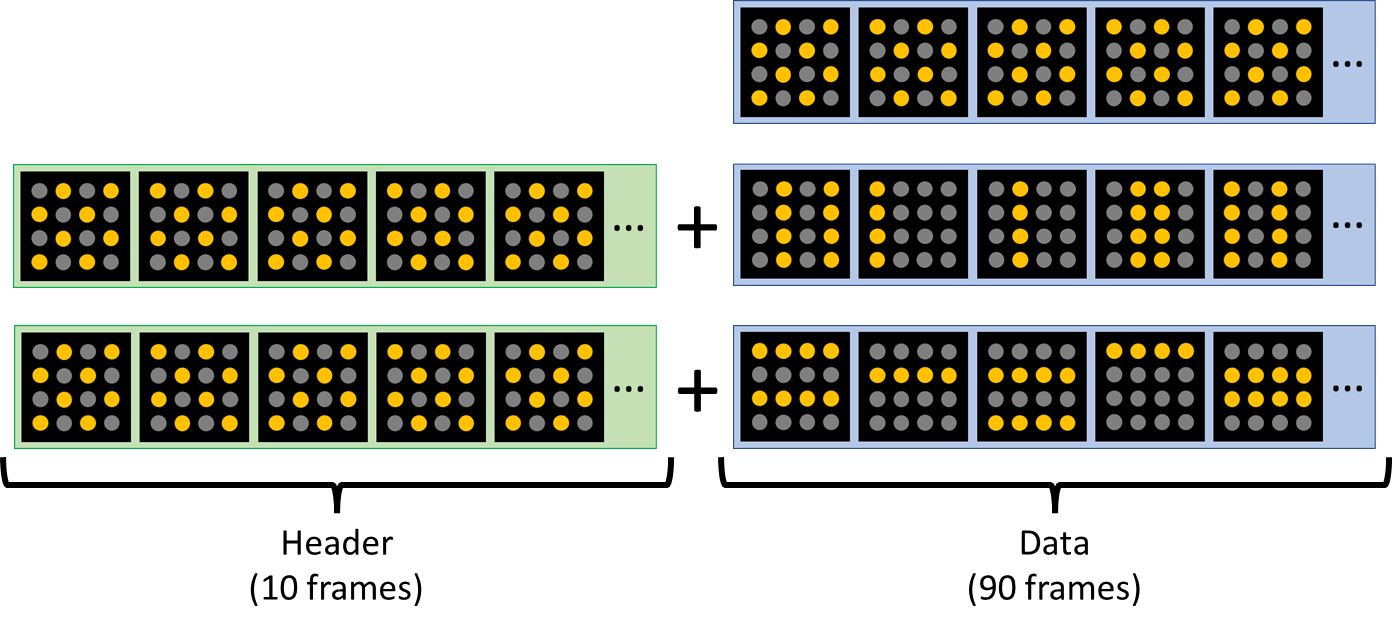 ...
...
+
...
...
+
...
Header
(10 frames)
Data
(90 frames)